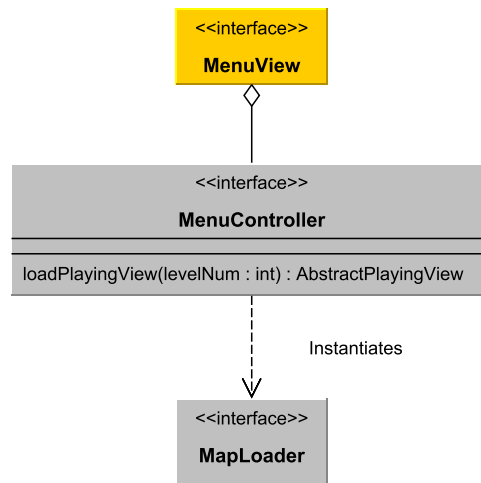 <<interface>>
MenuView
<<interface>>
MenuController
loadPlayingView(levelNum : int) : AbstractPlayingView
Instantiates
<<interface>>
MapLoader